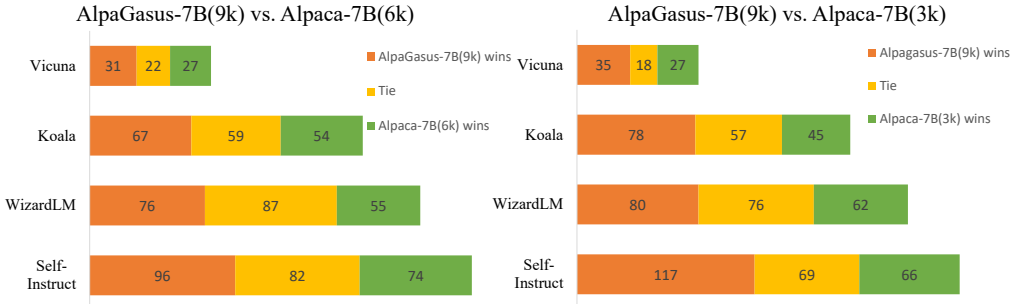 AlpaGasus-7B(9k) vs. Alpaca-7B(6k)
Vicuna
31
22
27
AlpaGasus-7B(9k) wins
Tie
Alpaca-7B(6k) wins
Koala
67
59
54
WizardLM
76
87
55
Self-
Instruct
96
82
74
AlpaGasus-7B(9k) vs. Alpaca-7B(3k)
Vicuna
35
18
27
Alpagasus-7B(9k) wins
Tie
Alpaca-7B(3k) wins
Koala
78
57
45
WizardLM
80
76
62
Self-
Instruct
117
69
66